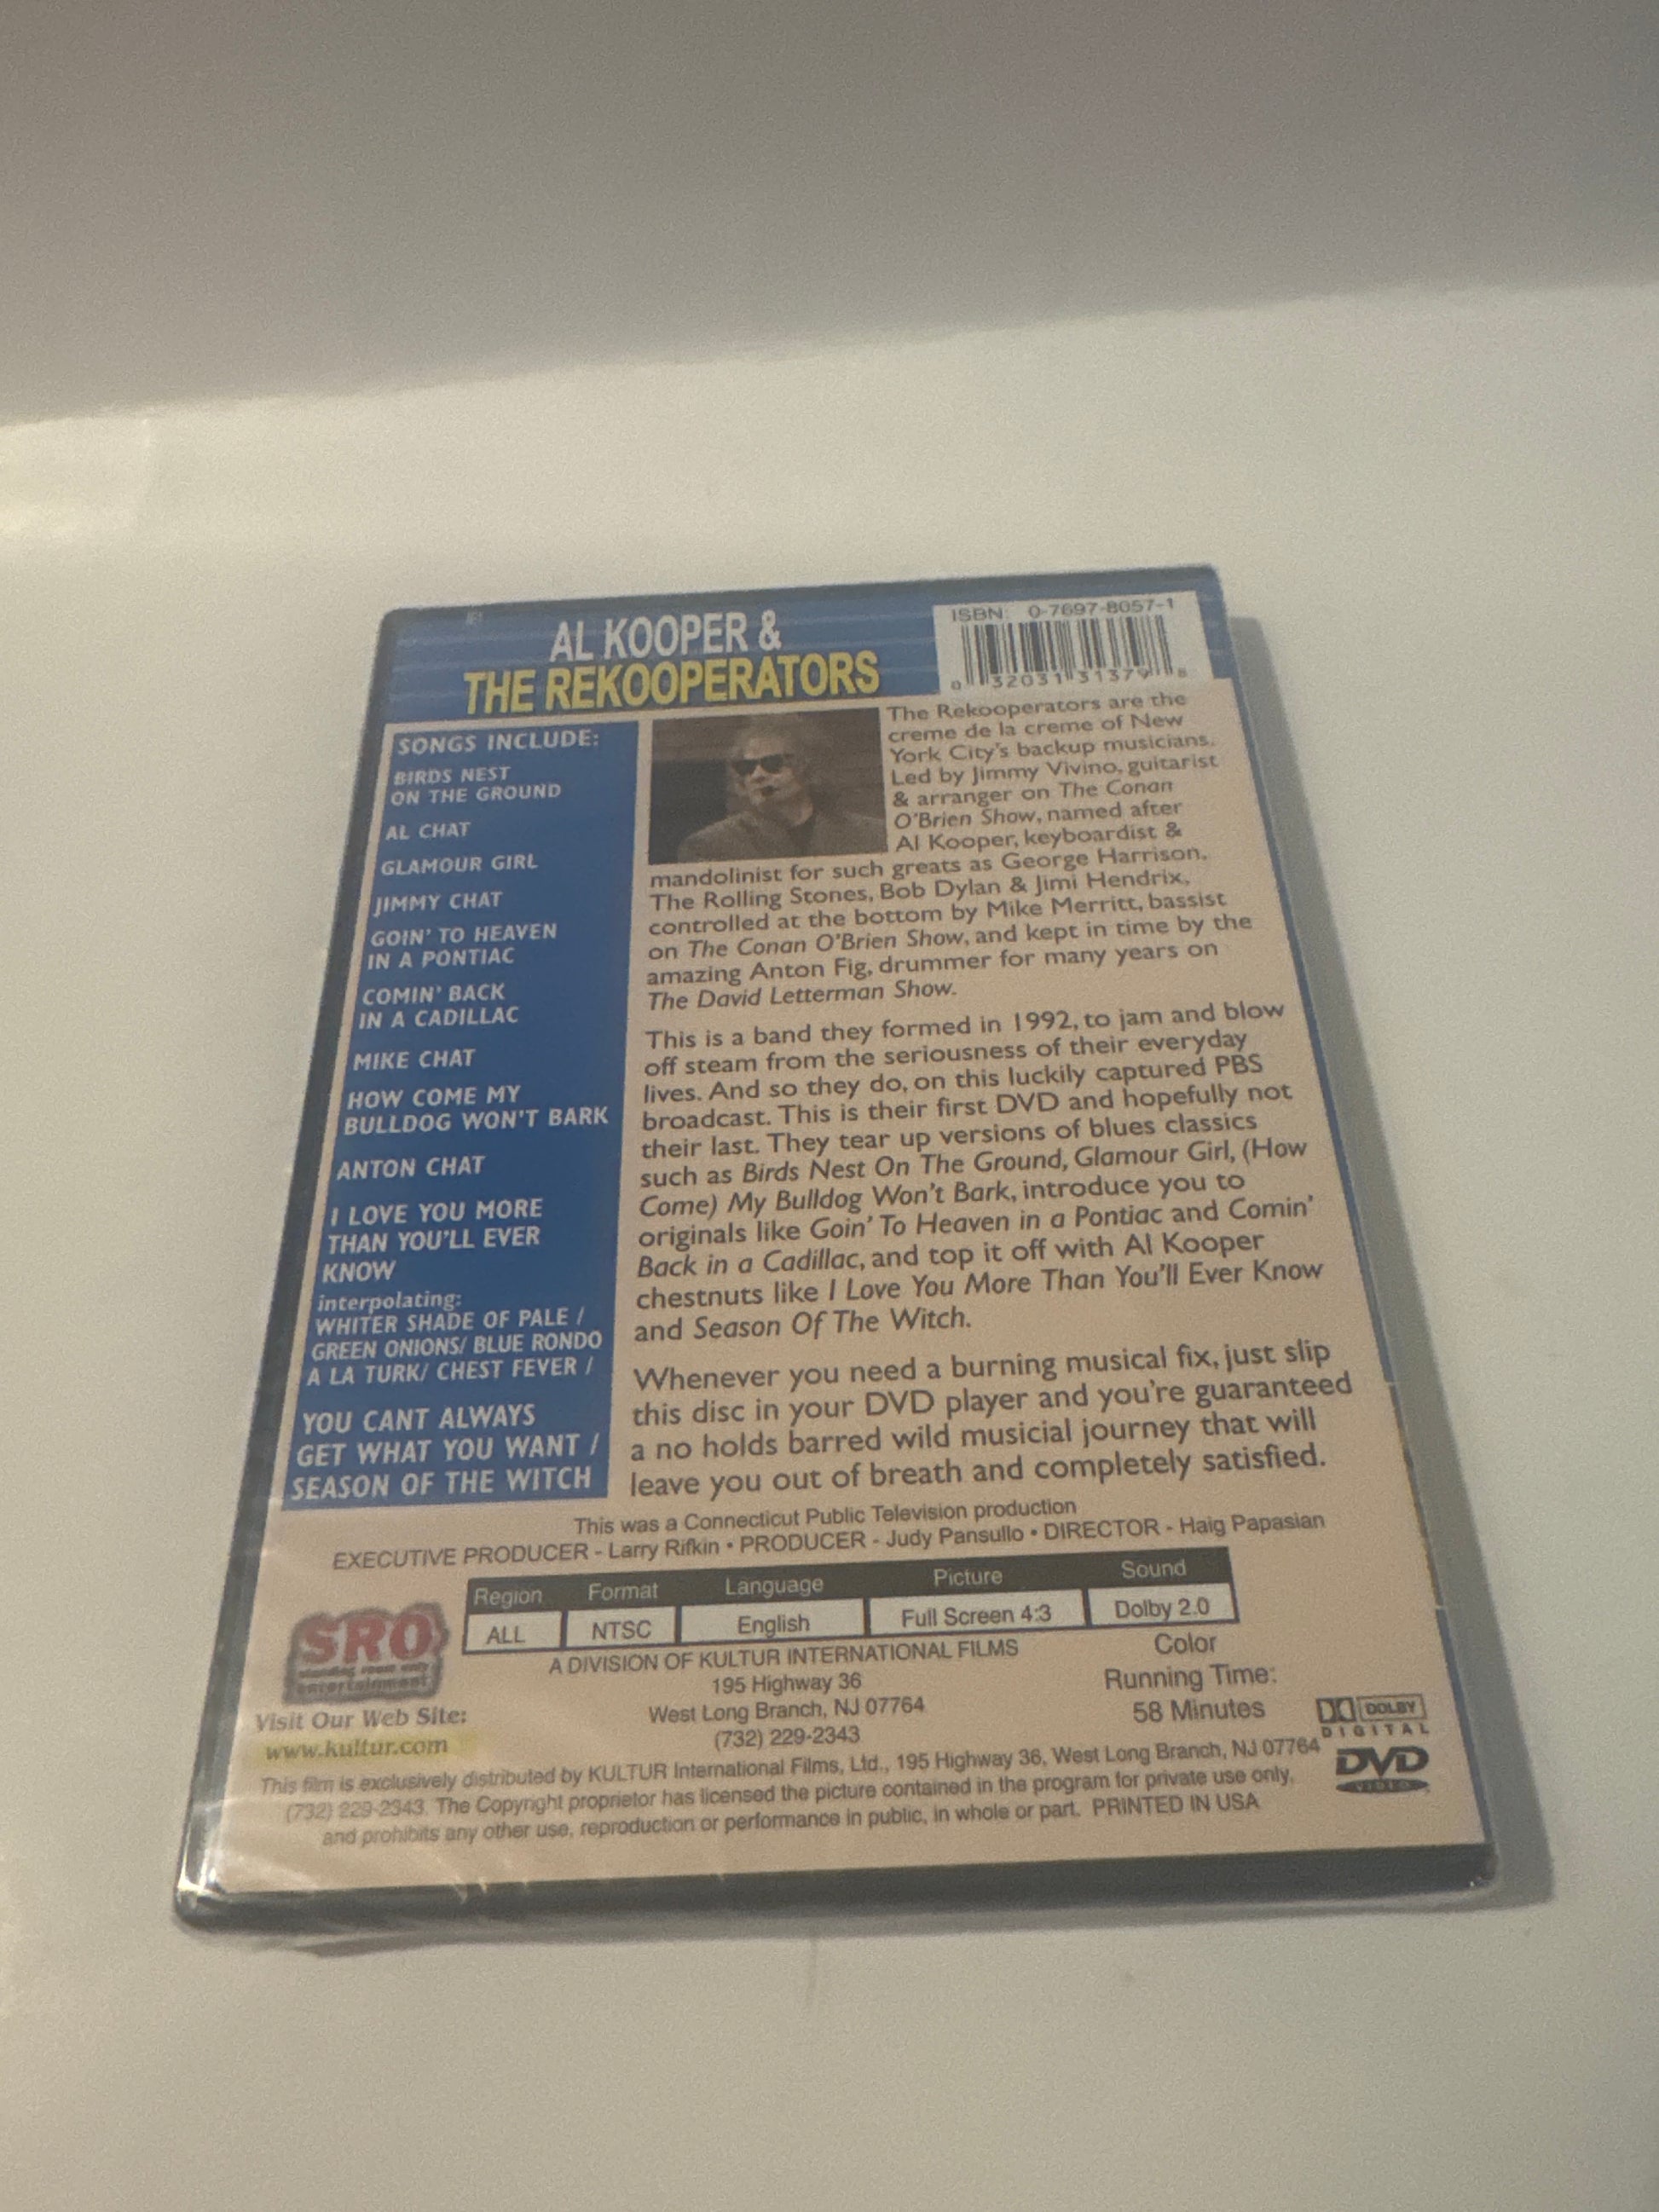 AL KOOPER &
THE REKOOPERATORS
ISBN: 0-7697-8057-1
0 32031 31379 8
SONGS INCLUDE:
BIRDS NEST
ON THE GROUND
AL CHAT
GLAMOUR GIRL
JIMMY CHAT
GOIN' TO HEAVEN
IN A PONTIAC
COMIN' BACK
IN A CADILLAC
MIKE CHAT
HOW COME MY
BULLDOG WON'T BARK
ANTON CHAT
I LOVE YOU MORE
THAN YOU'LL EVER
KNOW
interpolating:
WHITER SHADE OF PALE /
GREEN ONIONS/ BLUE RONDO
A LA TURK/ CHEST FEVER /
YOU CANT ALWAYS
GET WHAT YOU WANT /
SEASON OF THE WITCH
The Rekooperators are the
creme de la creme of New
York City's backup musicians.
Led by Jimmy Vivino, guitarist
& arranger on The Conan
O'Brien Show, named after
Al Kooper, keyboardist &
mandolinist for such greats as George Harrison,
The Rolling Stones, Bob Dylan & Jimi Hendrix,
controlled at the bottom by Mike Merritt, bassist
on The Conan O'Brien Show, and kept in time by the
amazing Anton Fig, drummer for many years on
The David Letterman Show.
This is a band they formed in 1992, to jam and blow
off steam from the seriousness of their everyday
lives. And so they do, on this luckily captured PBS
broadcast. This is their first DVD and hopefully not
their last. They tear up versions of blues classics
such as Birds Nest On The Ground, Glamour Girl, (How
Come) My Bulldog Won't Bark, introduce you to
originals like Goin' To Heaven in a Pontiac and Comin'
Back in a Cadillac, and top it off with Al Kooper
chestnuts like I Love You More Than You'll Ever Know
and Season Of The Witch.
Whenever you need a burning musical fix, just slip
this disc in your DVD player and you're guaranteed
a no holds barred wild musicial journey that will
leave you out of breath and completely satisfied.
This was a Connecticut Public Television production
EXECUTIVE PRODUCER - Larry Rifkin • PRODUCER - Judy Pansullo • DIRECTOR - Haig Papasian
Region Format Language Picture Sound
ALL NTSC English Full Screen 4:3 Dolby 2.0
SRO
standing room only
entertainment
Visit Our Web Site:
www.kultur.com
A DIVISION OF KULTUR INTERNATIONAL FILMS
195 Highway 36
West Long Branch, NJ 07764
(732) 229-2343
Color
Running Time:
58 Minutes
DOLBY
DIGITAL
DVD
VIDEO
This film is exclusively distributed by KULTUR International Films, Ltd., 195 Highway 36, West Long Branch, NJ 07764
(732) 229-2343. The Copyright proprietor has licensed the picture contained in the program for private use only,
and prohibits any other use, reproduction or performance in public, in whole or part. PRINTED IN USA